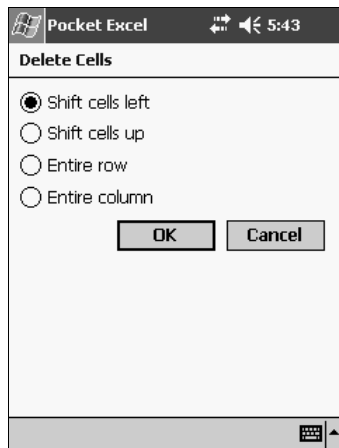 Pocket Excel 5:43
Delete Cells
Shift cells left
Shift cells up
Entire row
Entire column
OK Cancel